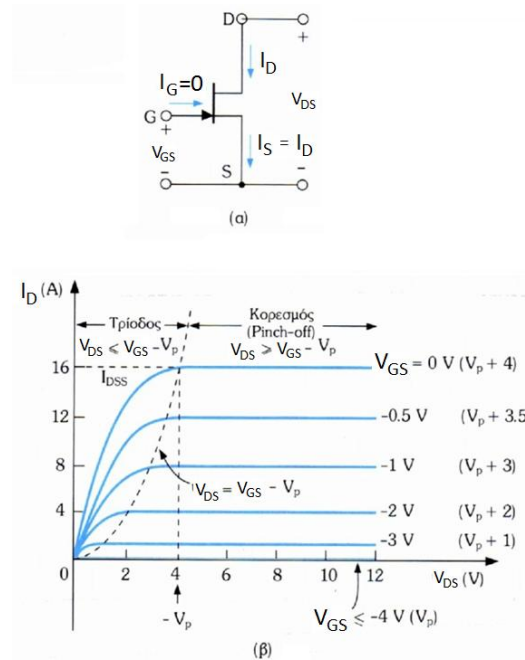 D
+
I_D
I_G=0
V_DS
G
+
I_S = I_D
V_GS
-
S
-
(α)
I_D (A)
Τρίοδος
V_DS ⩽ V_GS - V_p
Κορεσμός
(Pinch-off)
V_DS ⩾ V_GS - V_p
16
I_DSS
V_GS = 0 V (V_p + 4)
12
-0.5 V (V_p + 3.5
8
-1 V (V_p + 3)
V_DS = V_GS - V_p
4
-2 V (V_p + 2)
-3 V (V_p + 1)
0 2 4 6 8 10 12 V_DS (V)
- V_p
V_GS ⩽ -4 V (V_p)
(β)